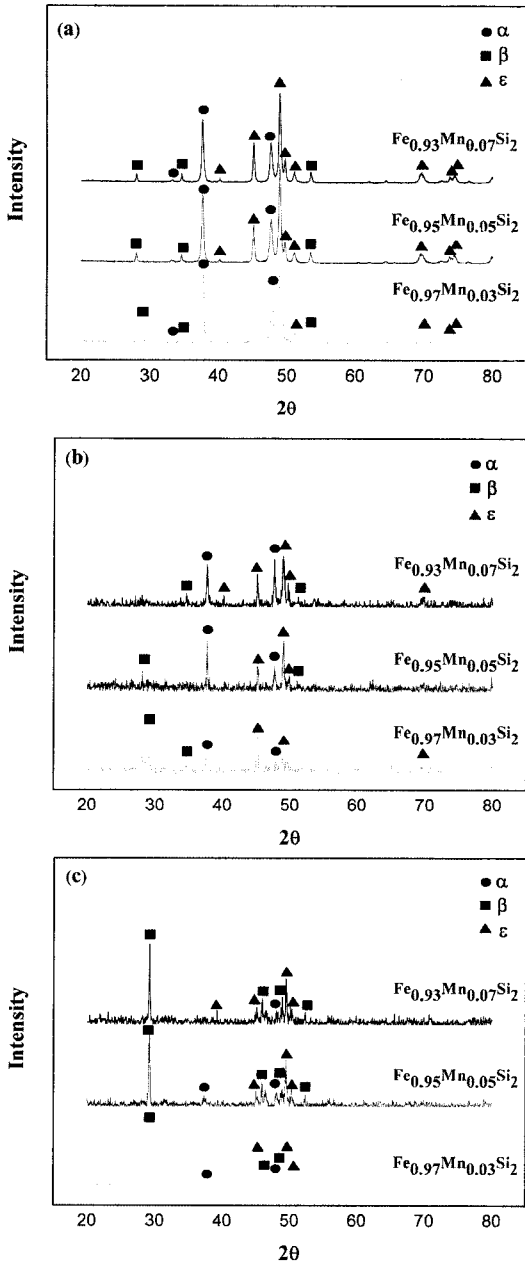 (a)
α
β
ε
Fe0.93Mn0.07Si2
Fe0.95Mn0.05Si2
Fe0.97Mn0.03Si2
Intensity
20 30 40 50 60 70 80
2θ
(b)
α
β
ε
Fe0.93Mn0.07Si2
Fe0.95Mn0.05Si2
Fe0.97Mn0.03Si2
Intensity
20 30 40 50 60 70 80
2θ
(c)
α
β
ε
Fe0.93Mn0.07Si2
Fe0.95Mn0.05Si2
Fe0.97Mn0.03Si2
Intensity
20 30 40 50 60 70 80
2θ